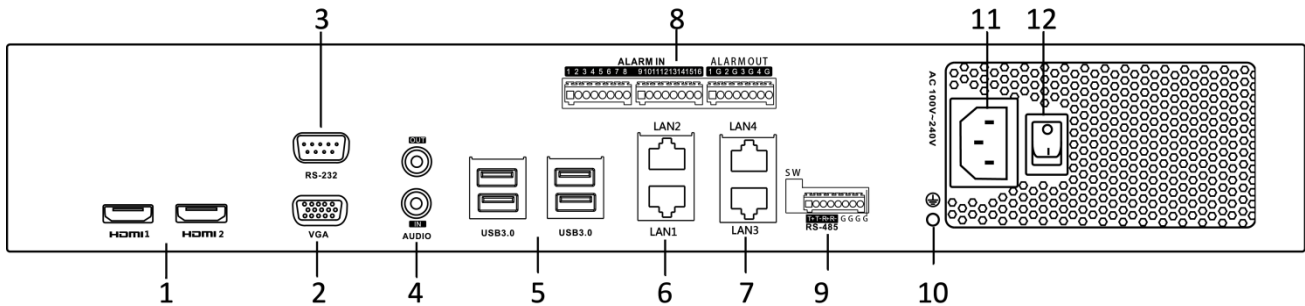 3
8
11
12
ALARM IN
ALARM OUT
1 2 3 4 5 6 7 8
9 10 11 12 13 14 15 16
1 G 2 G 3 G 4 G
AC 100V~240V
LAN2
LAN4
OUT
RS-232
SW
HDMI 1
HDMI 2
VGA
IN
AUDIO
USB3.0
USB3.0
LAN1
LAN3
T+ T- R+ R- G G G G
RS-485
1
2
4
5
6
7
9
10